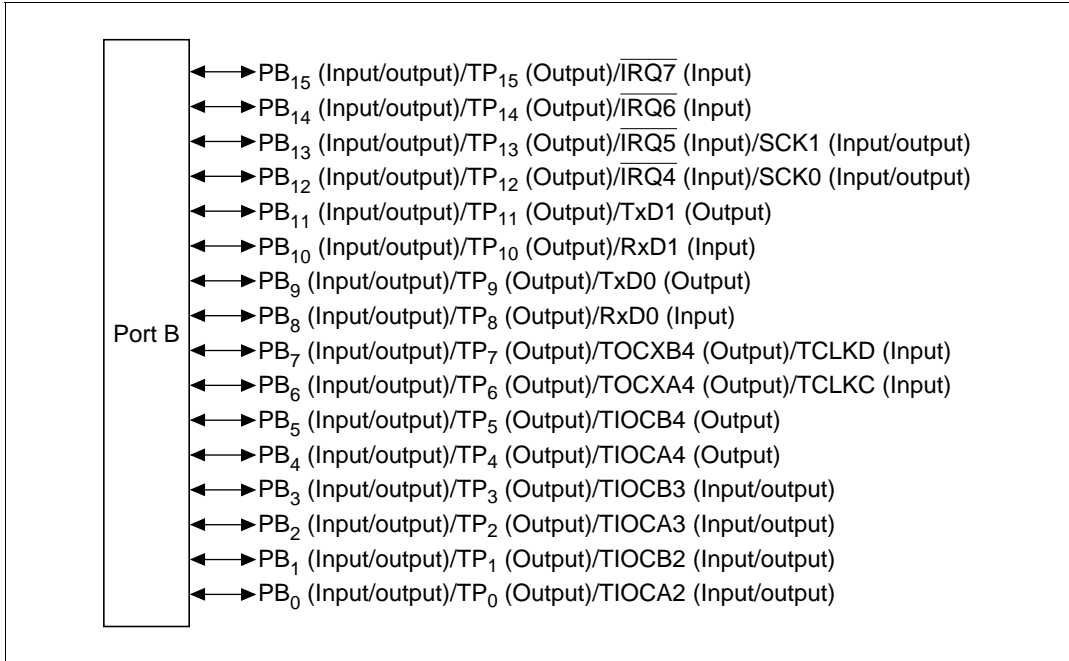 PB15 (Input/output)/TP15 (Output)/I̅R̅Q̅7̅ (Input)
PB14 (Input/output)/TP14 (Output)/I̅R̅Q̅6̅ (Input)
PB13 (Input/output)/TP13 (Output)/I̅R̅Q̅5̅ (Input)/SCK1 (Input/output)
PB12 (Input/output)/TP12 (Output)/I̅R̅Q̅4̅ (Input)/SCK0 (Input/output)
PB11 (Input/output)/TP11 (Output)/TxD1 (Output)
PB10 (Input/output)/TP10 (Output)/RxD1 (Input)
PB9 (Input/output)/TP9 (Output)/TxD0 (Output)
PB8 (Input/output)/TP8 (Output)/RxD0 (Input)
Port B
PB7 (Input/output)/TP7 (Output)/TOCXB4 (Output)/TCLKD (Input)
PB6 (Input/output)/TP6 (Output)/TOCXA4 (Output)/TCLKC (Input)
PB5 (Input/output)/TP5 (Output)/TIOCB4 (Output)
PB4 (Input/output)/TP4 (Output)/TIOCA4 (Output)
PB3 (Input/output)/TP3 (Output)/TIOCB3 (Input/output)
PB2 (Input/output)/TP2 (Output)/TIOCA3 (Input/output)
PB1 (Input/output)/TP1 (Output)/TIOCB2 (Input/output)
PB0 (Input/output)/TP0 (Output)/TIOCA2 (Input/output)